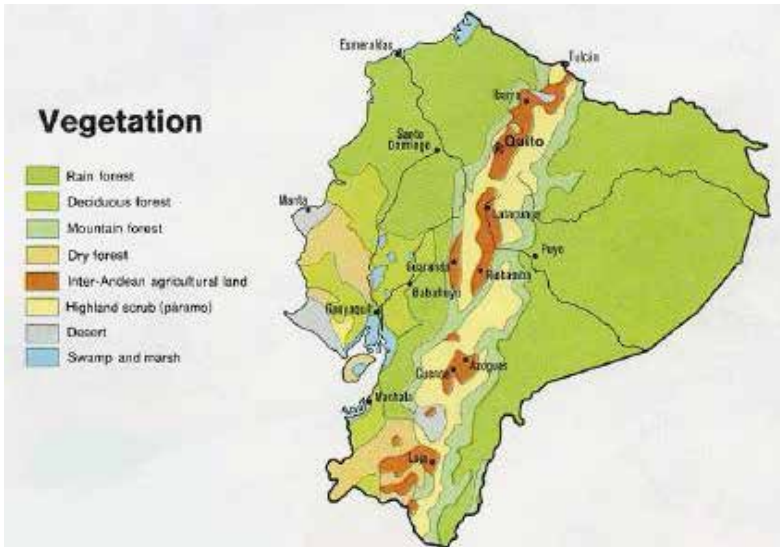 Esmeraldas
Tulcán
Ibarra
Vegetation
Santo
Domingo
Quito
Rain forest
Deciduous forest
Manta
Latacunga
Mountain forest
Dry forest
Puyo
Guaranda
Riobamba
Inter-Andean agricultural land
Babahoyo
Highland scrub (páramo)
Guayaquil
Desert
Swamp and marsh
Azogues
Cuenca
Machala
Loja